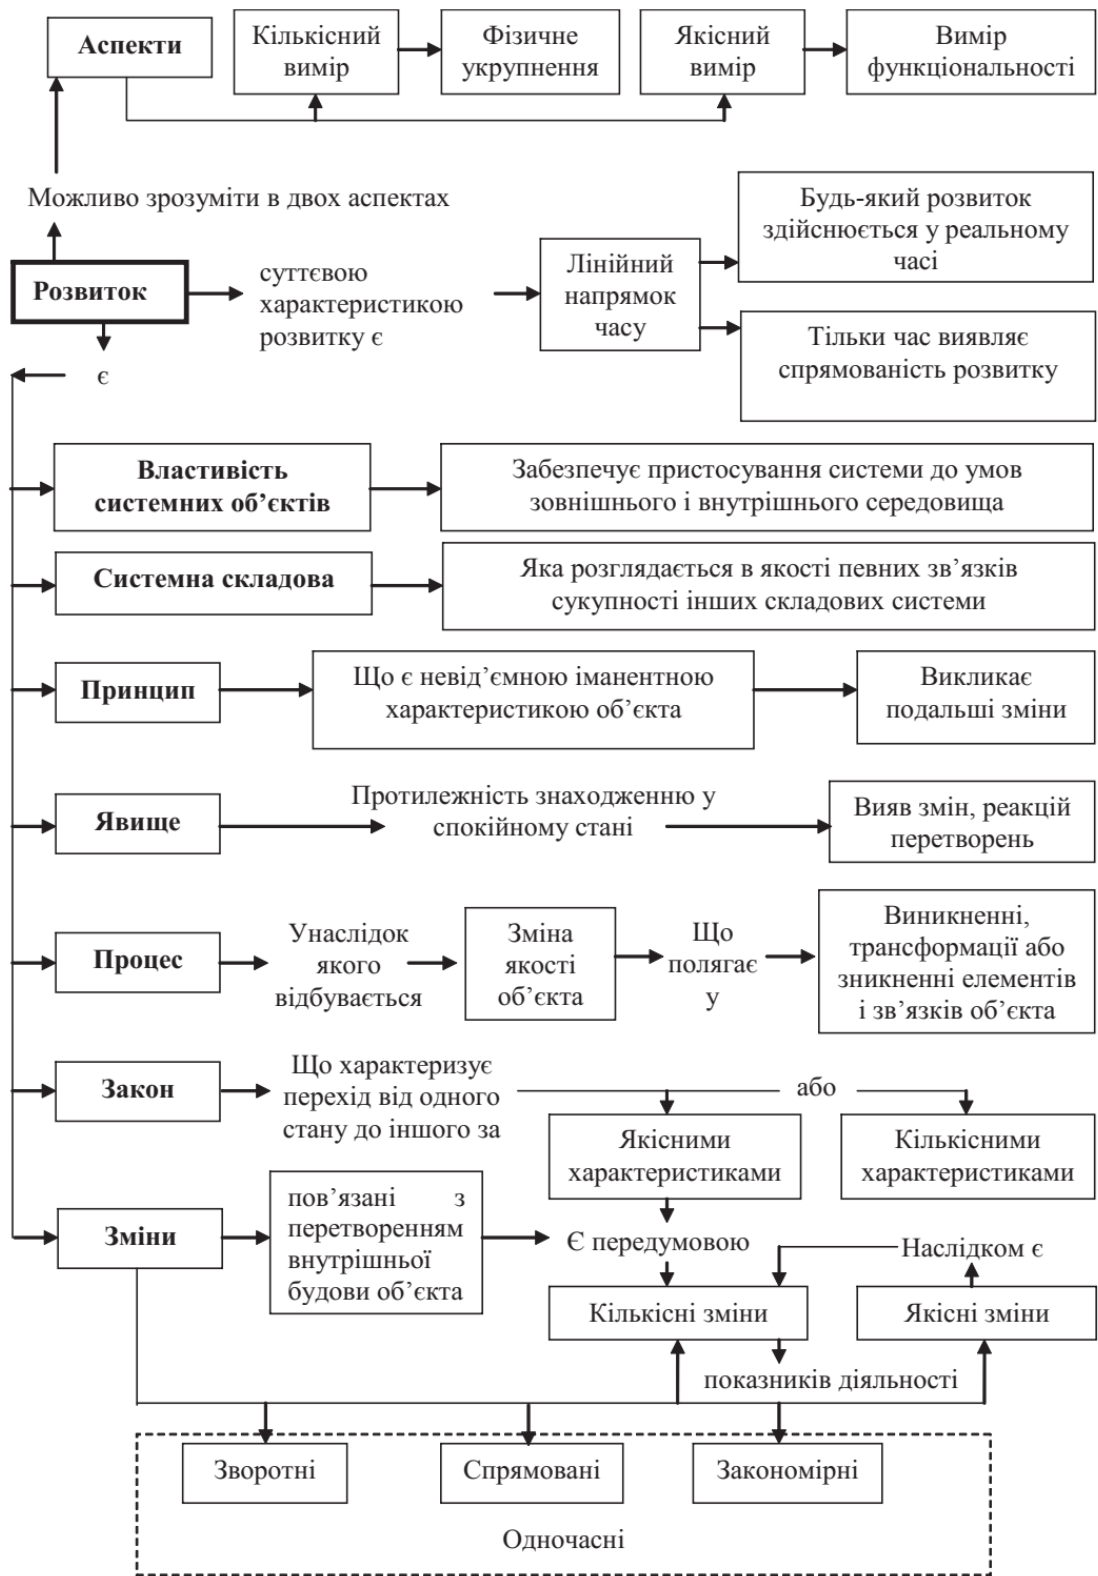 Аспекти
Кількісний
вимір
Фізичне
укрупнення
Якісний
вимір
Вимір
функціональності
Можливо зрозуміти в двох аспектах
Розвиток
суттєвою
характеристикою
розвитку є
Лінійний
напрямок
часу
Будь-який розвиток
здійснюється у реальному
часі
Тільки час виявляє
спрямованість розвитку
є
Властивість
системних об’єктів
Забезпечує пристосування системи до умов
зовнішнього і внутрішнього середовища
Системна складова
Яка розглядається в якості певних зв’язків
сукупності інших складових системи
Принцип
Що є невід’ємною іманентною
характеристикою об’єкта
Викликає
подальші зміни
Явище
Протилежність знаходженню у
спокійному стані
Вияв змін, реакцій
перетворень
Процес
Унаслідок
якого
відбувається
Зміна
якості
об’єкта
Що
полягає
у
Виникненні,
трансформації або
зникненні елементів
і зв’язків об’єкта
Закон
Що характеризує
перехід від одного
стану до іншого за
або
Якісними
характеристиками
Кількісними
характеристиками
Зміни
пов’язані з
перетворенням
внутрішньої
будови об’єкта
Є передумовою
Наслідком є
Кількісні зміни
Якісні зміни
показників діяльності
Зворотні
Спрямовані
Закономірні
Одночасні